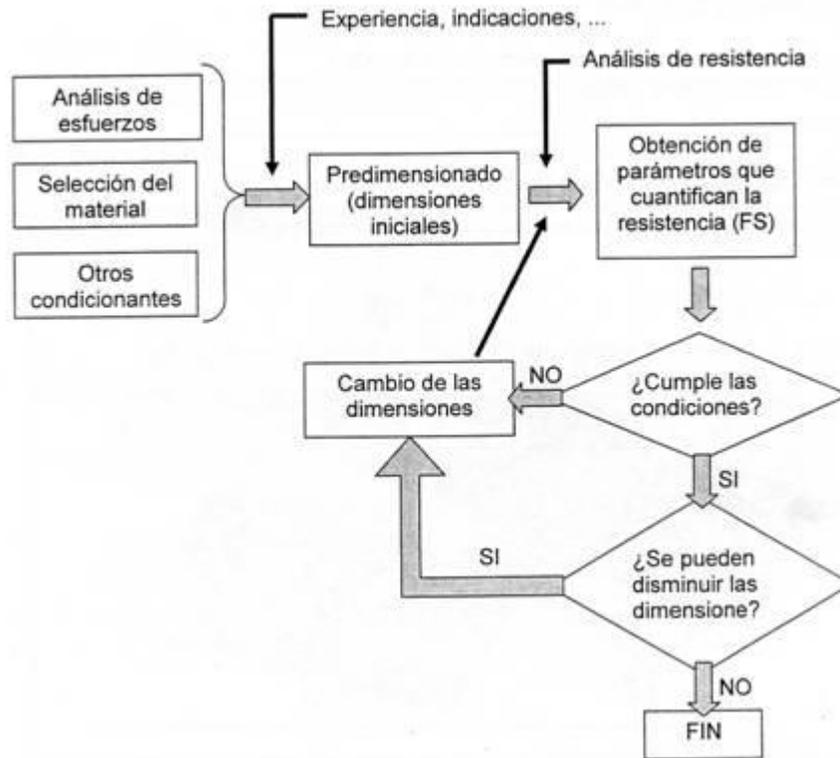 Experiencia, indicaciones, ...
Análisis de resistencia
Análisis de
esfuerzos
Selección del
material
Otros
condicionantes
Predimensionado
(dimensiones
iniciales)
Obtención de
parámetros que
cuantifican la
resistencia (FS)
Cambio de las
dimensiones
NO
¿Cumple las
condiciones?
SI
SI
¿Se pueden
disminuir las
dimensione?
NO
FIN